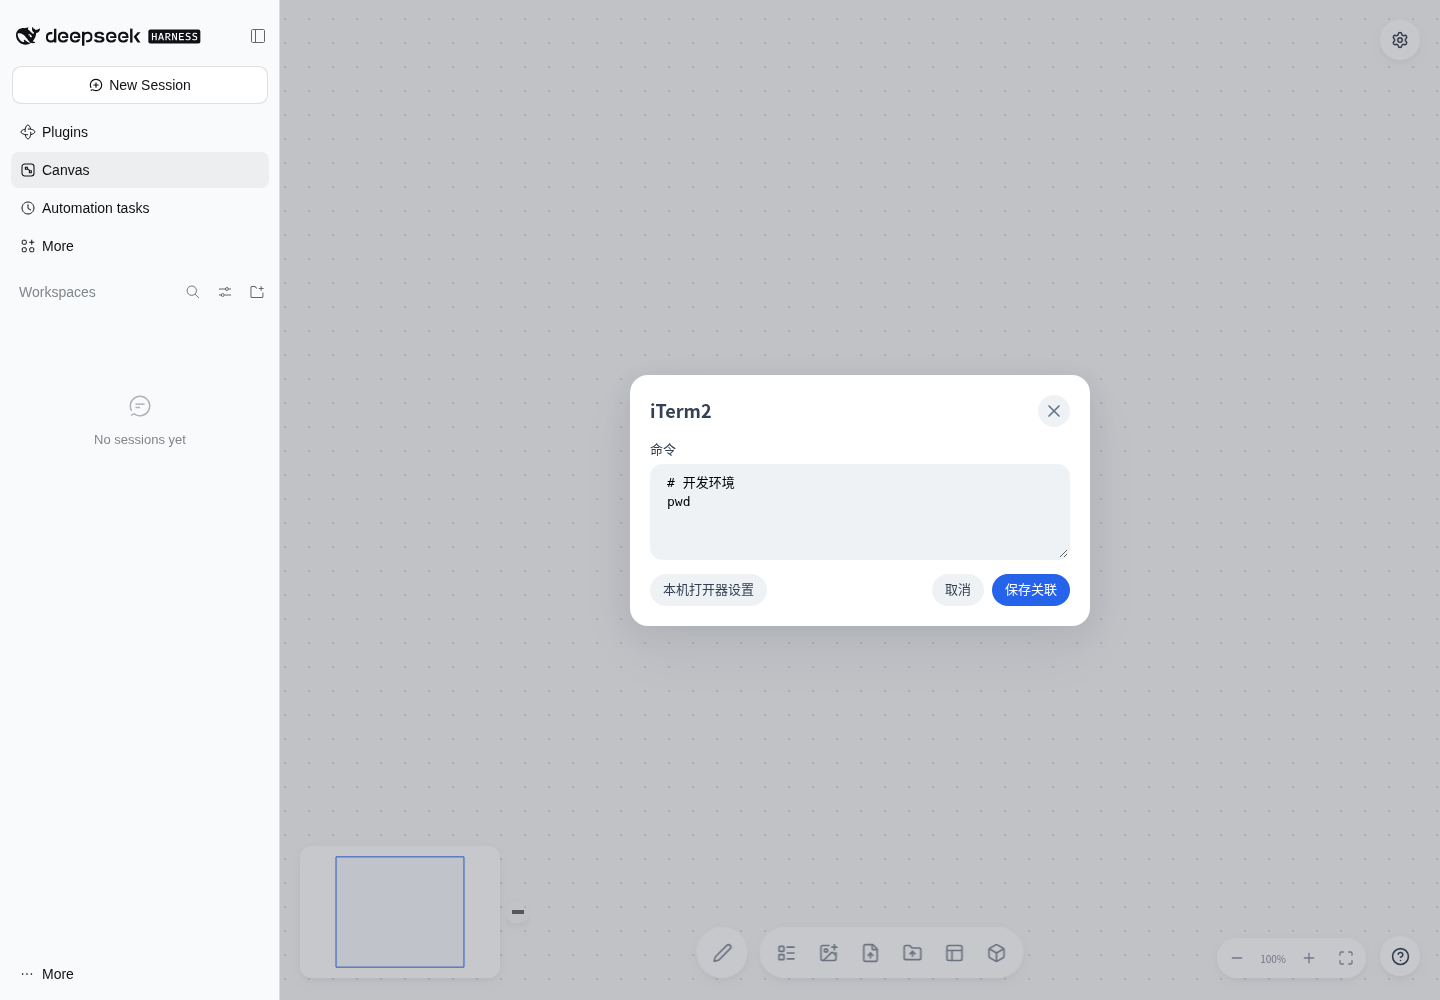 deepseek HARNESS
New Session
Plugins
Canvas
Automation tasks
More
Workspaces
No sessions yet
More
iTerm2
命令
# 开发环境
pwd
本机打开器设置
取消
保存关联
100%